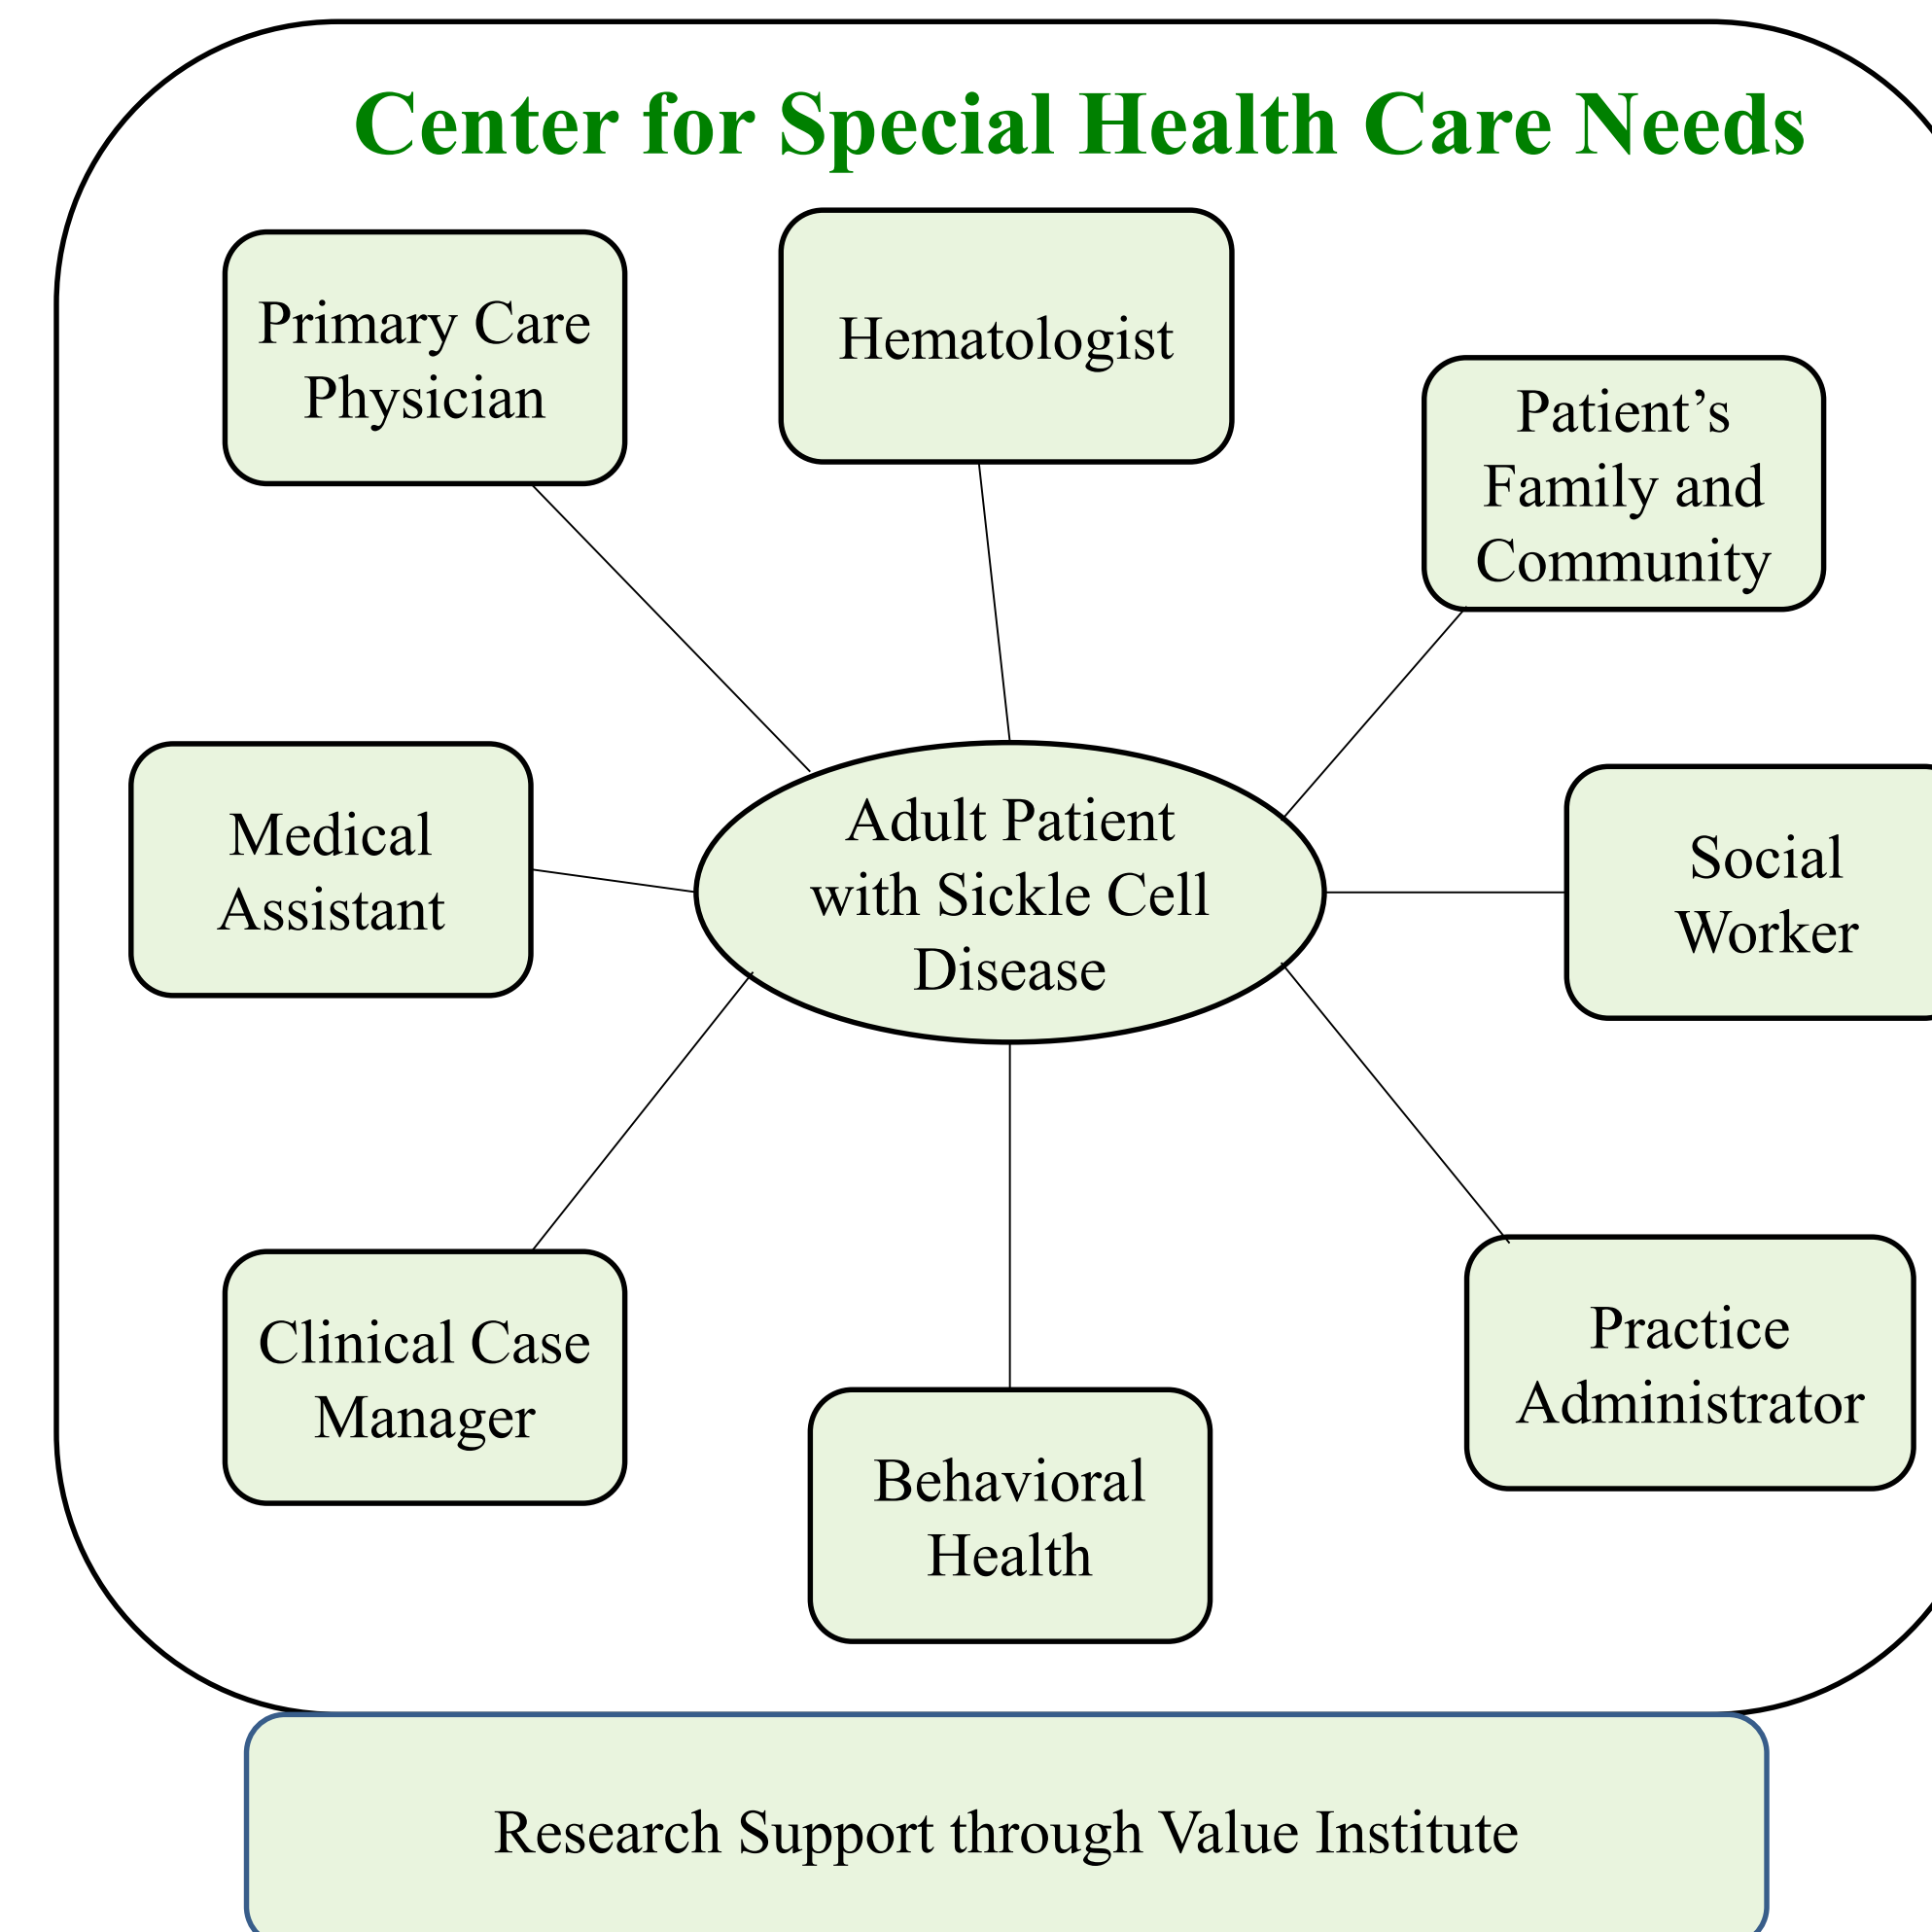 Center for Special Health Care Needs
Primary Care
Physician
Hematologist
Patient’s
Family and
Community
Medical
Assistant
Adult Patient
with Sickle Cell
Disease
Social
Worker
Clinical Case
Manager
Behavioral
Health
Practice
Administrator
Research Support through Value Institute